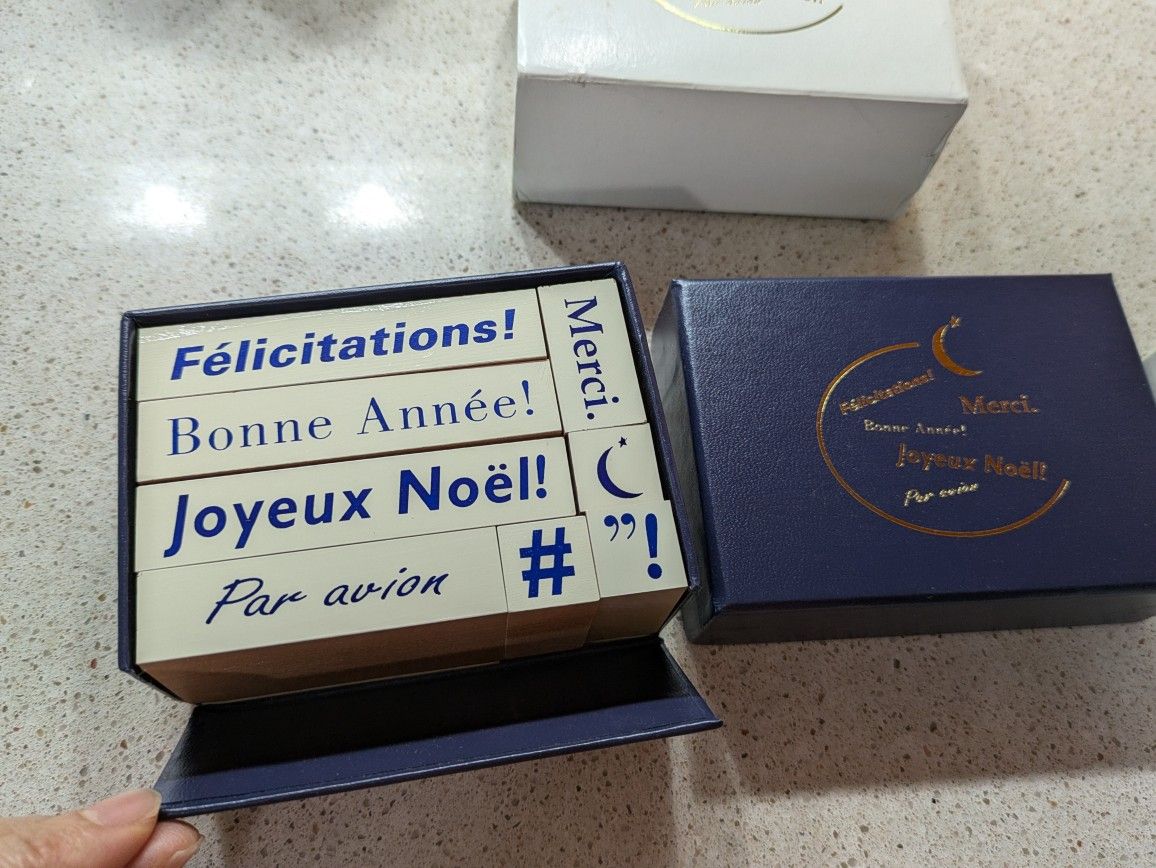 Félicitations!
Merci.
Bonne Année!
Joyeux Noël!
Par avion
#
”!
Félicitations!
Merci.
Bonne Année!
Joyeux Noël!
Par avion